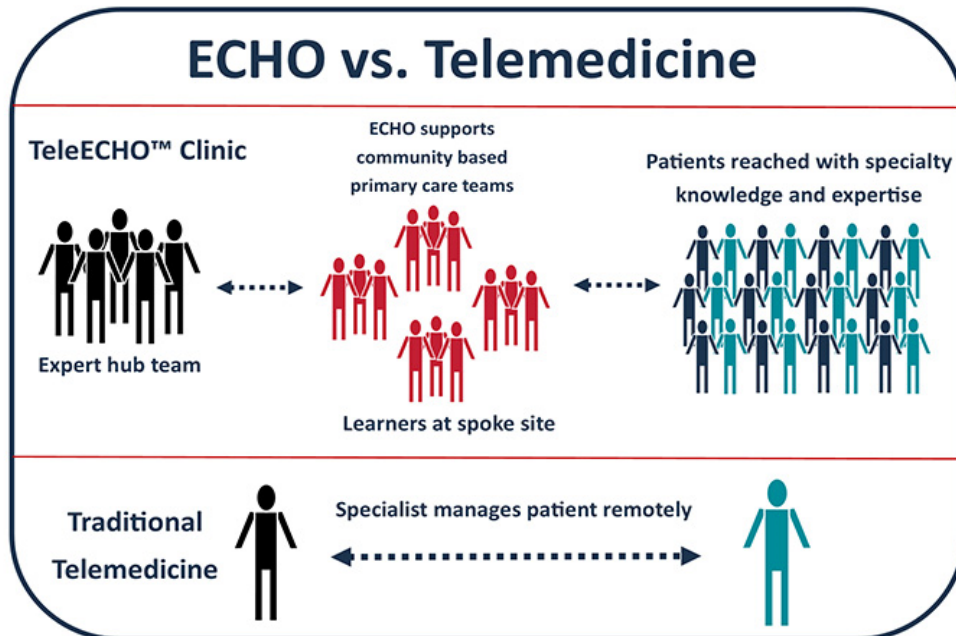 ECHO vs. Telemedicine
TeleECHO™ Clinic
ECHO supports
community based
primary care teams
Patients reached with specialty
knowledge and expertise
Expert hub team
Learners at spoke site
Traditional
Telemedicine
Specialist manages patient remotely